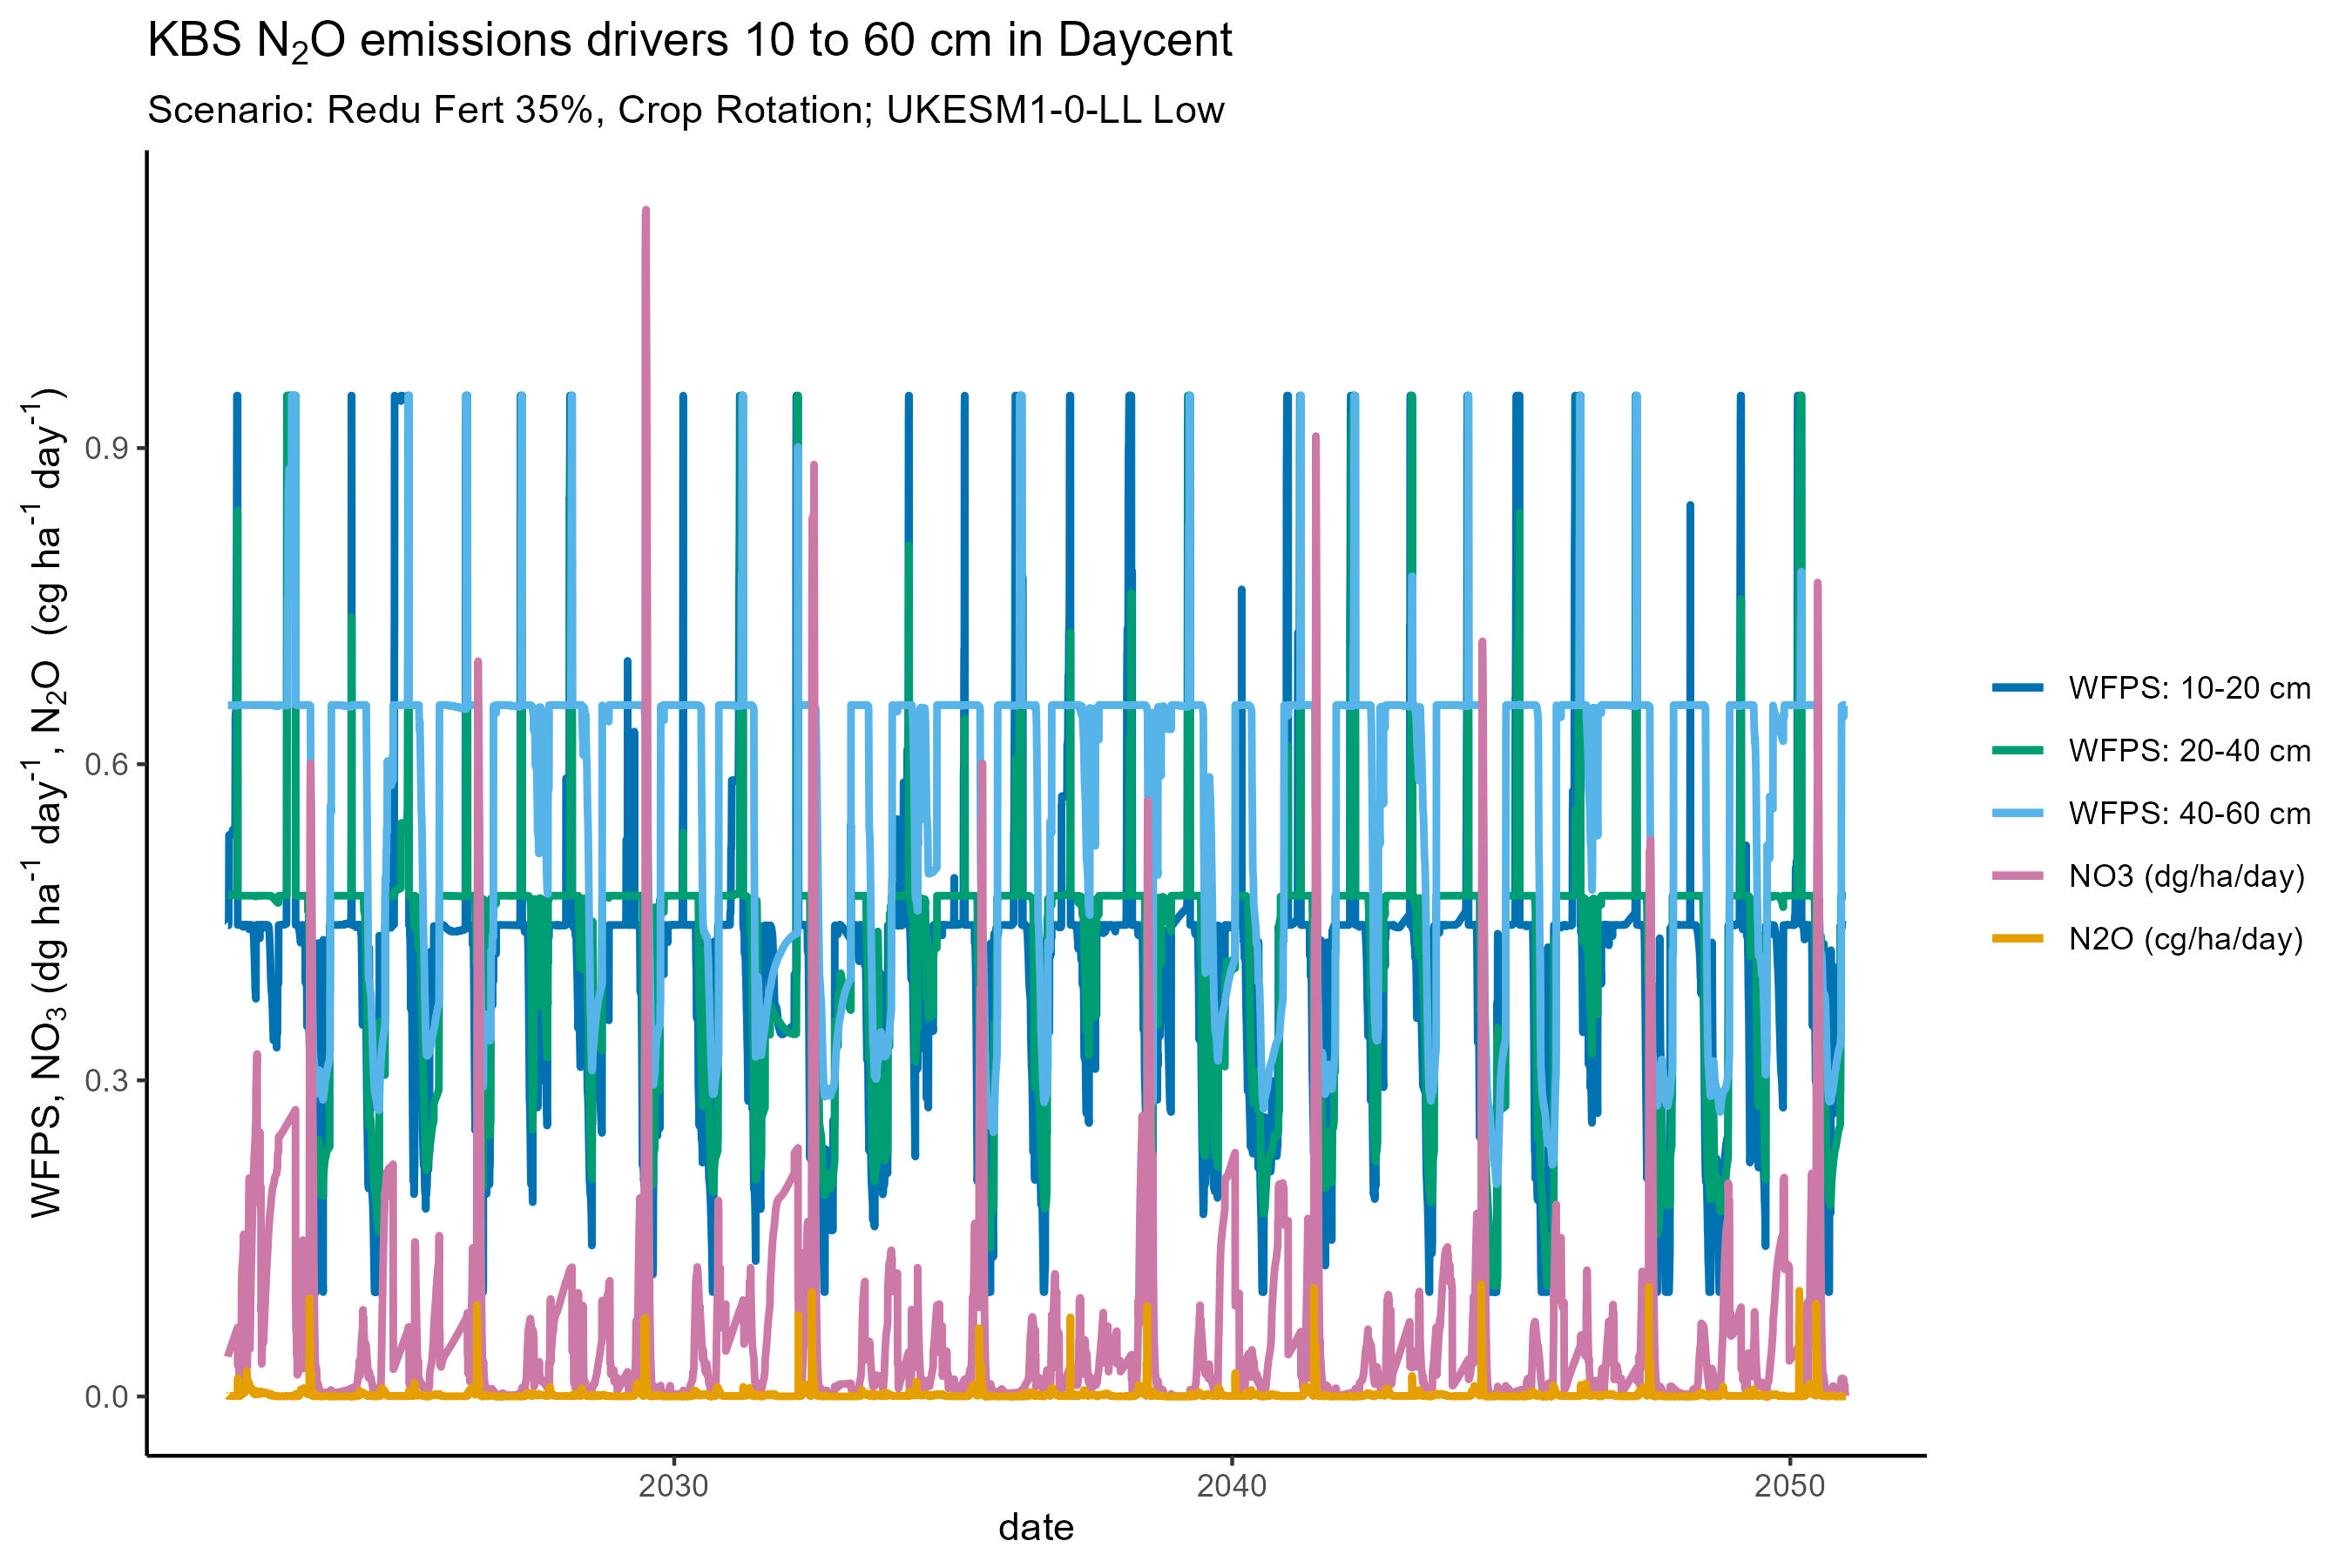 KBS N₂O emissions drivers 10 to 60 cm in Daycent
Scenario: Redu Fert 35%, Crop Rotation; UKESM1-0-LL Low
WFPS, NO₃ (dg ha⁻¹ day⁻¹, N₂O (cg ha⁻¹ day⁻¹)
0.9
0.6
0.3
0.0
2030
2040
2050
date
WFPS: 10-20 cm
WFPS: 20-40 cm
WFPS: 40-60 cm
NO3 (dg/ha/day)
N2O (cg/ha/day)